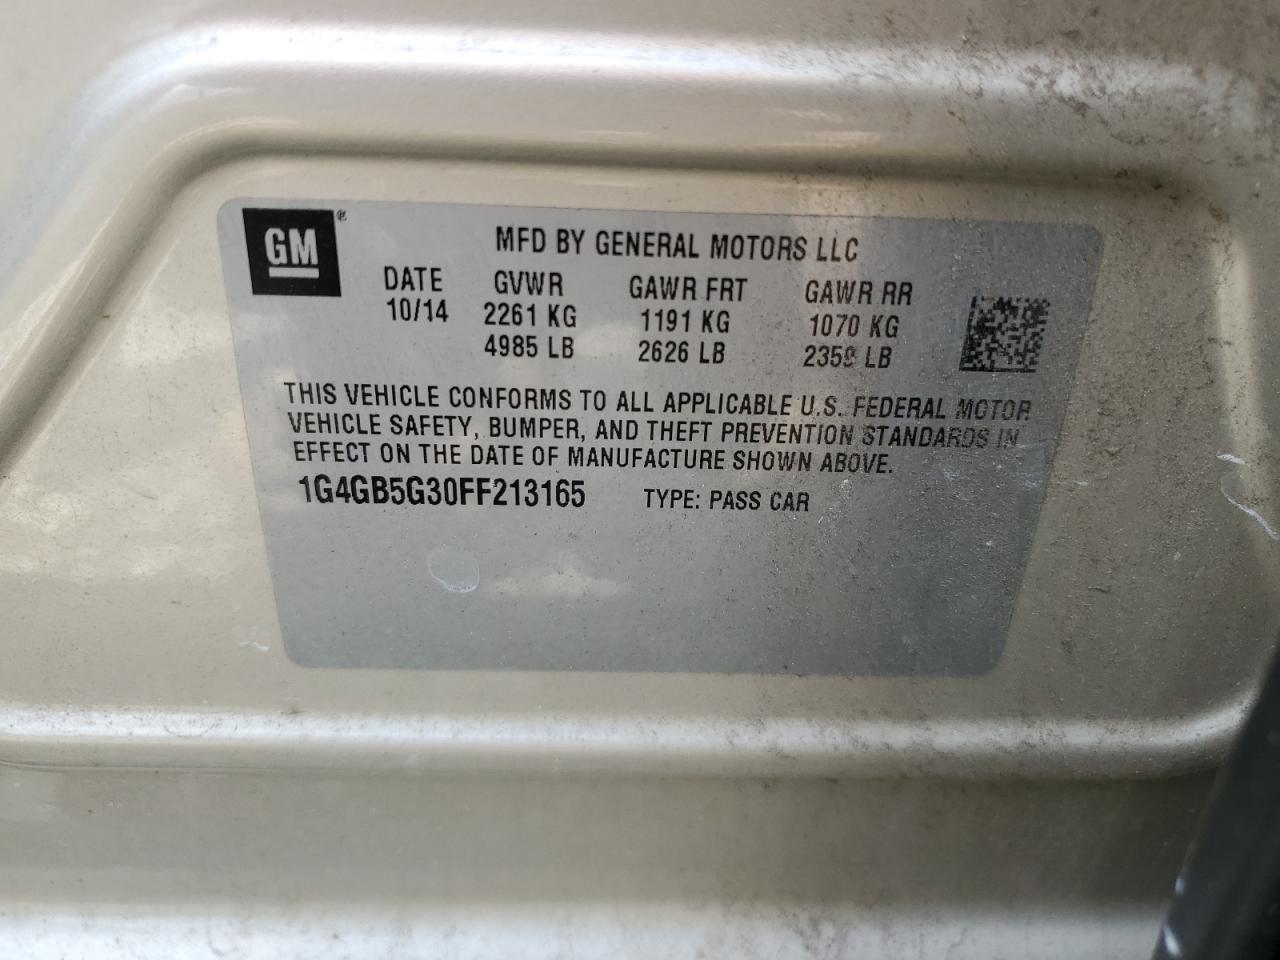 GM ®
MFD BY GENERAL MOTORS LLC
DATE GVWR GAWR FRT GAWR RR
10/14 2261 KG 1191 KG 1070 KG
4985 LB 2626 LB 2359 LB
THIS VEHICLE CONFORMS TO ALL APPLICABLE U.S. FEDERAL MOTOR
VEHICLE SAFETY, BUMPER, AND THEFT PREVENTION STANDARDS IN
EFFECT ON THE DATE OF MANUFACTURE SHOWN ABOVE.
1G4GB5G30FF213165 TYPE: PASS CAR